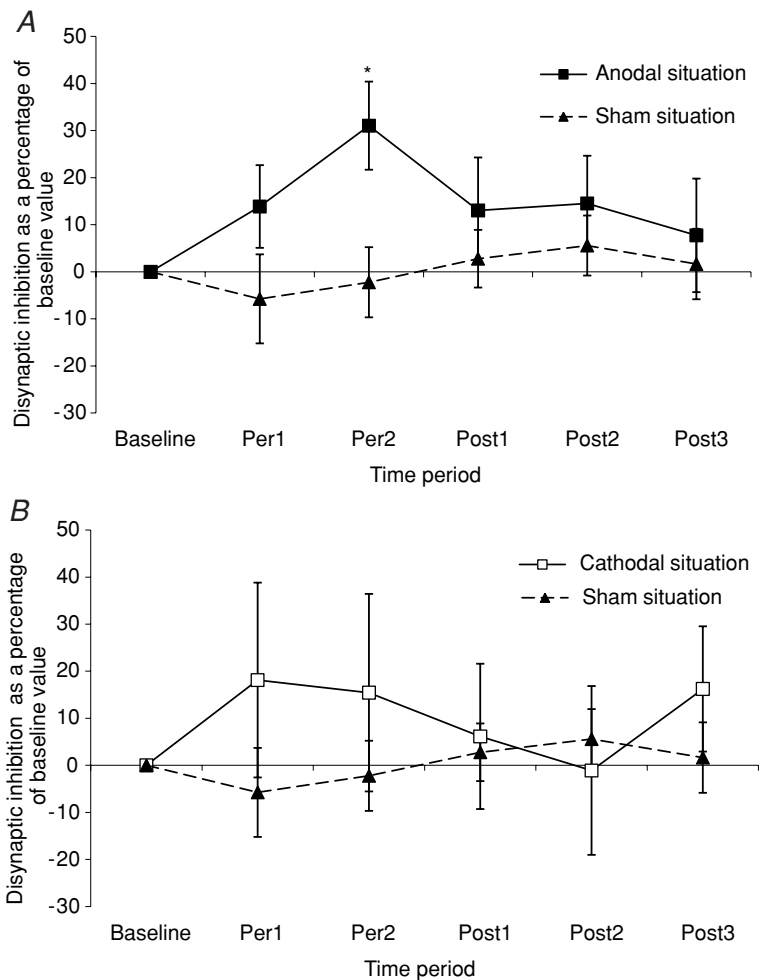 A
Disynaptic inhibition as a percentage of
baseline value
50
40
30
20
10
0
-10
-20
-30
*
Anodal situation
Sham situation
Baseline Per1 Per2 Post1 Post2 Post3
Time period
B
Disynaptic inhibition as a percentage
of baseline value
50
40
30
20
10
0
-10
-20
-30
Cathodal situation
Sham situation
Baseline Per1 Per2 Post1 Post2 Post3
Time period